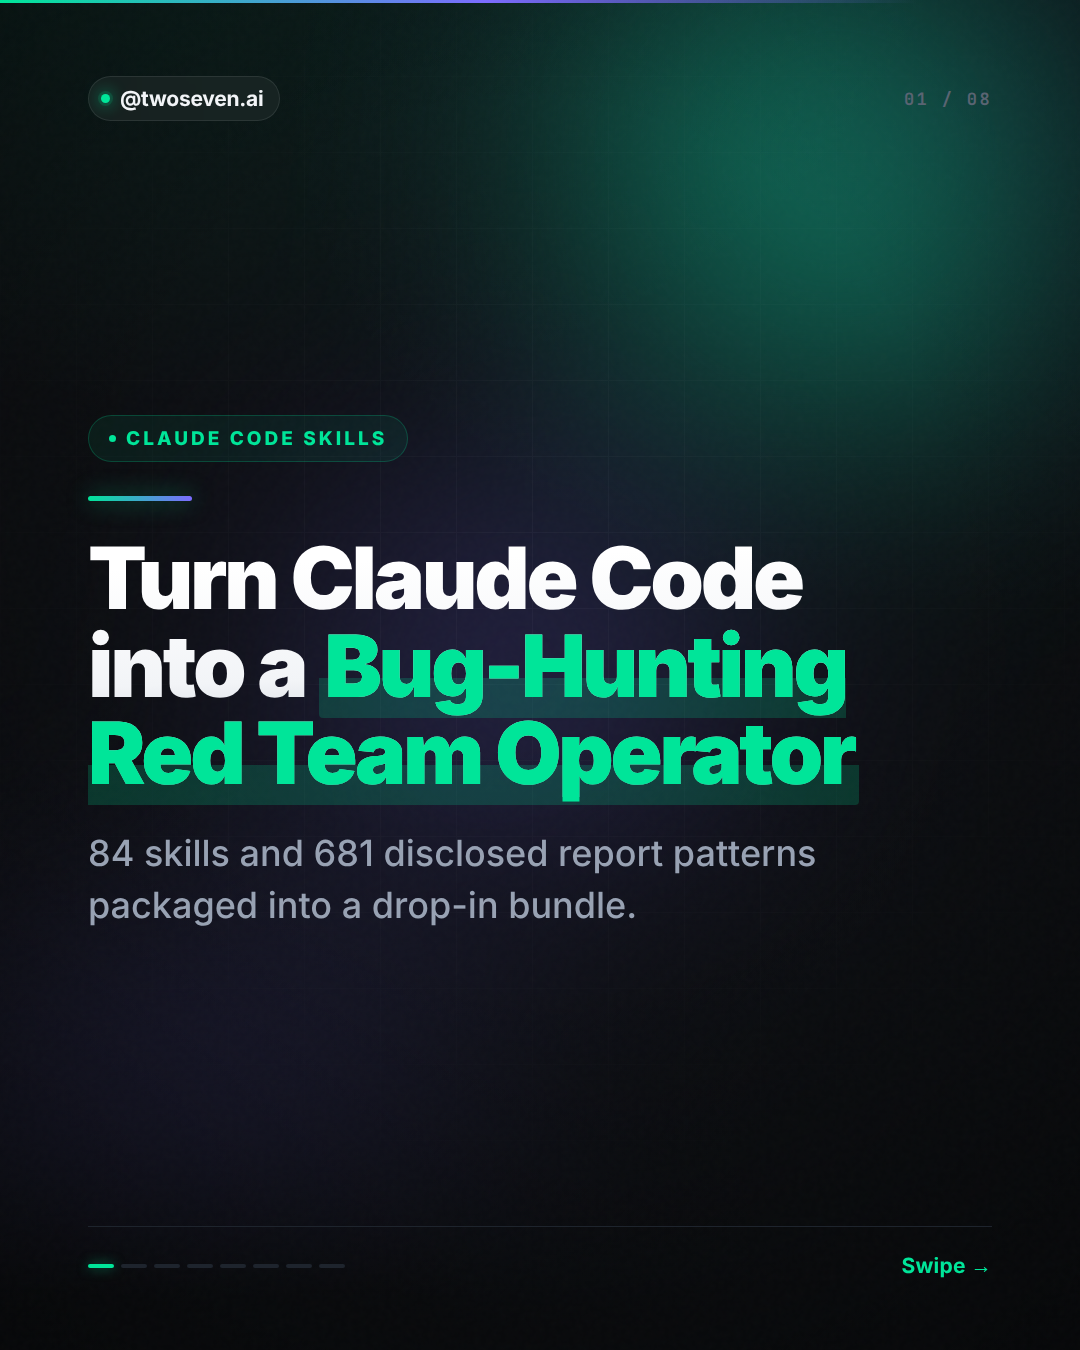 @twoseven.ai
01 / 08
CLAUDE CODE SKILLS
Turn Claude Code
into a Bug-Hunting
Red Team Operator
84 skills and 681 disclosed report patterns
packaged into a drop-in bundle.
Swipe →